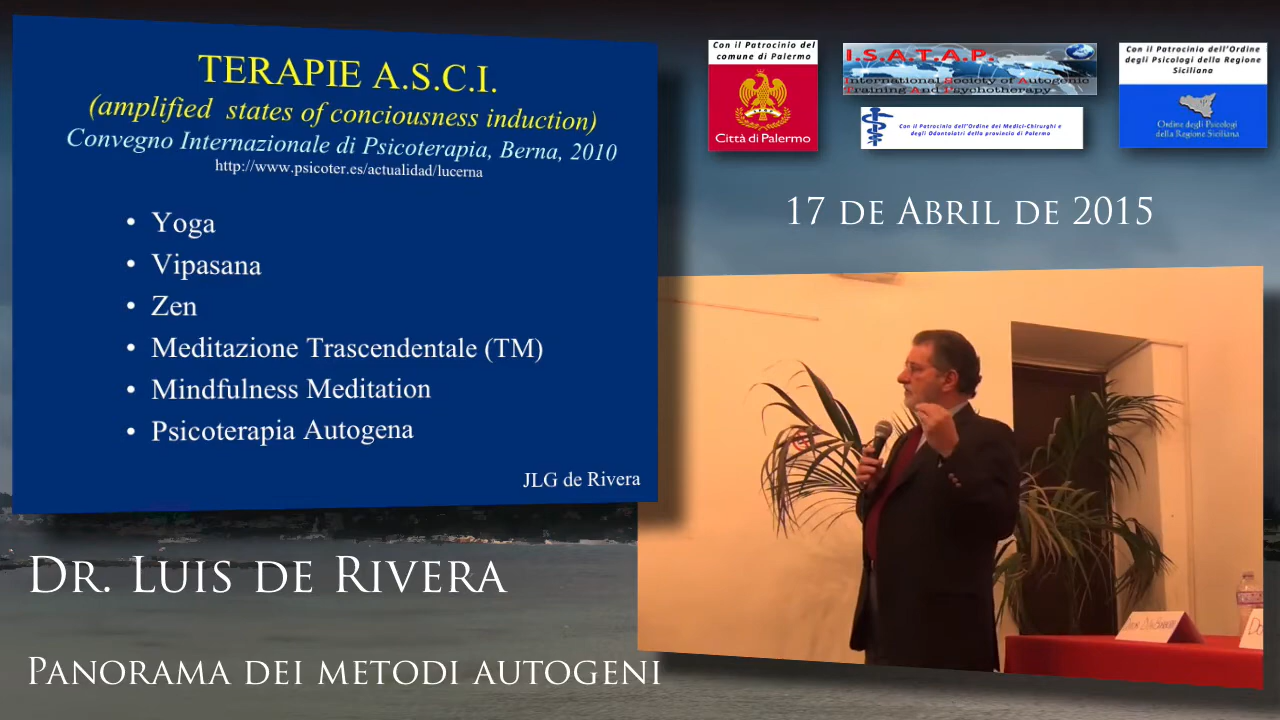 TERAPIE A.S.C.I.
(amplified states of conciousness induction)
Convegno Internazionale di Psicoterapia, Berna, 2010
http://www.psicoter.es/actualidad/lucerna
• Yoga
• Vipasana
• Zen
• Meditazione Trascendentale (TM)
• Mindfulness Meditation
• Psicoterapia Autogena
JLG de Rivera
Con il Patrocinio del
comune di Palermo
Città di Palermo
I.S.A.T.A.P.
International Society of Autogenic
Training And Psychotherapy
Con il Patrocinio dell'Ordine dei Medici-Chirurghi e
degli Odontoiatri della provincia di Palermo
Con il Patrocinio dell'Ordine
degli Psicologi della Regione
Siciliana
Ordine degli Psicologi
della Regione Siciliana
17 de Abril de 2015
Dr. Luis de Rivera
Panorama dei metodi autogeni